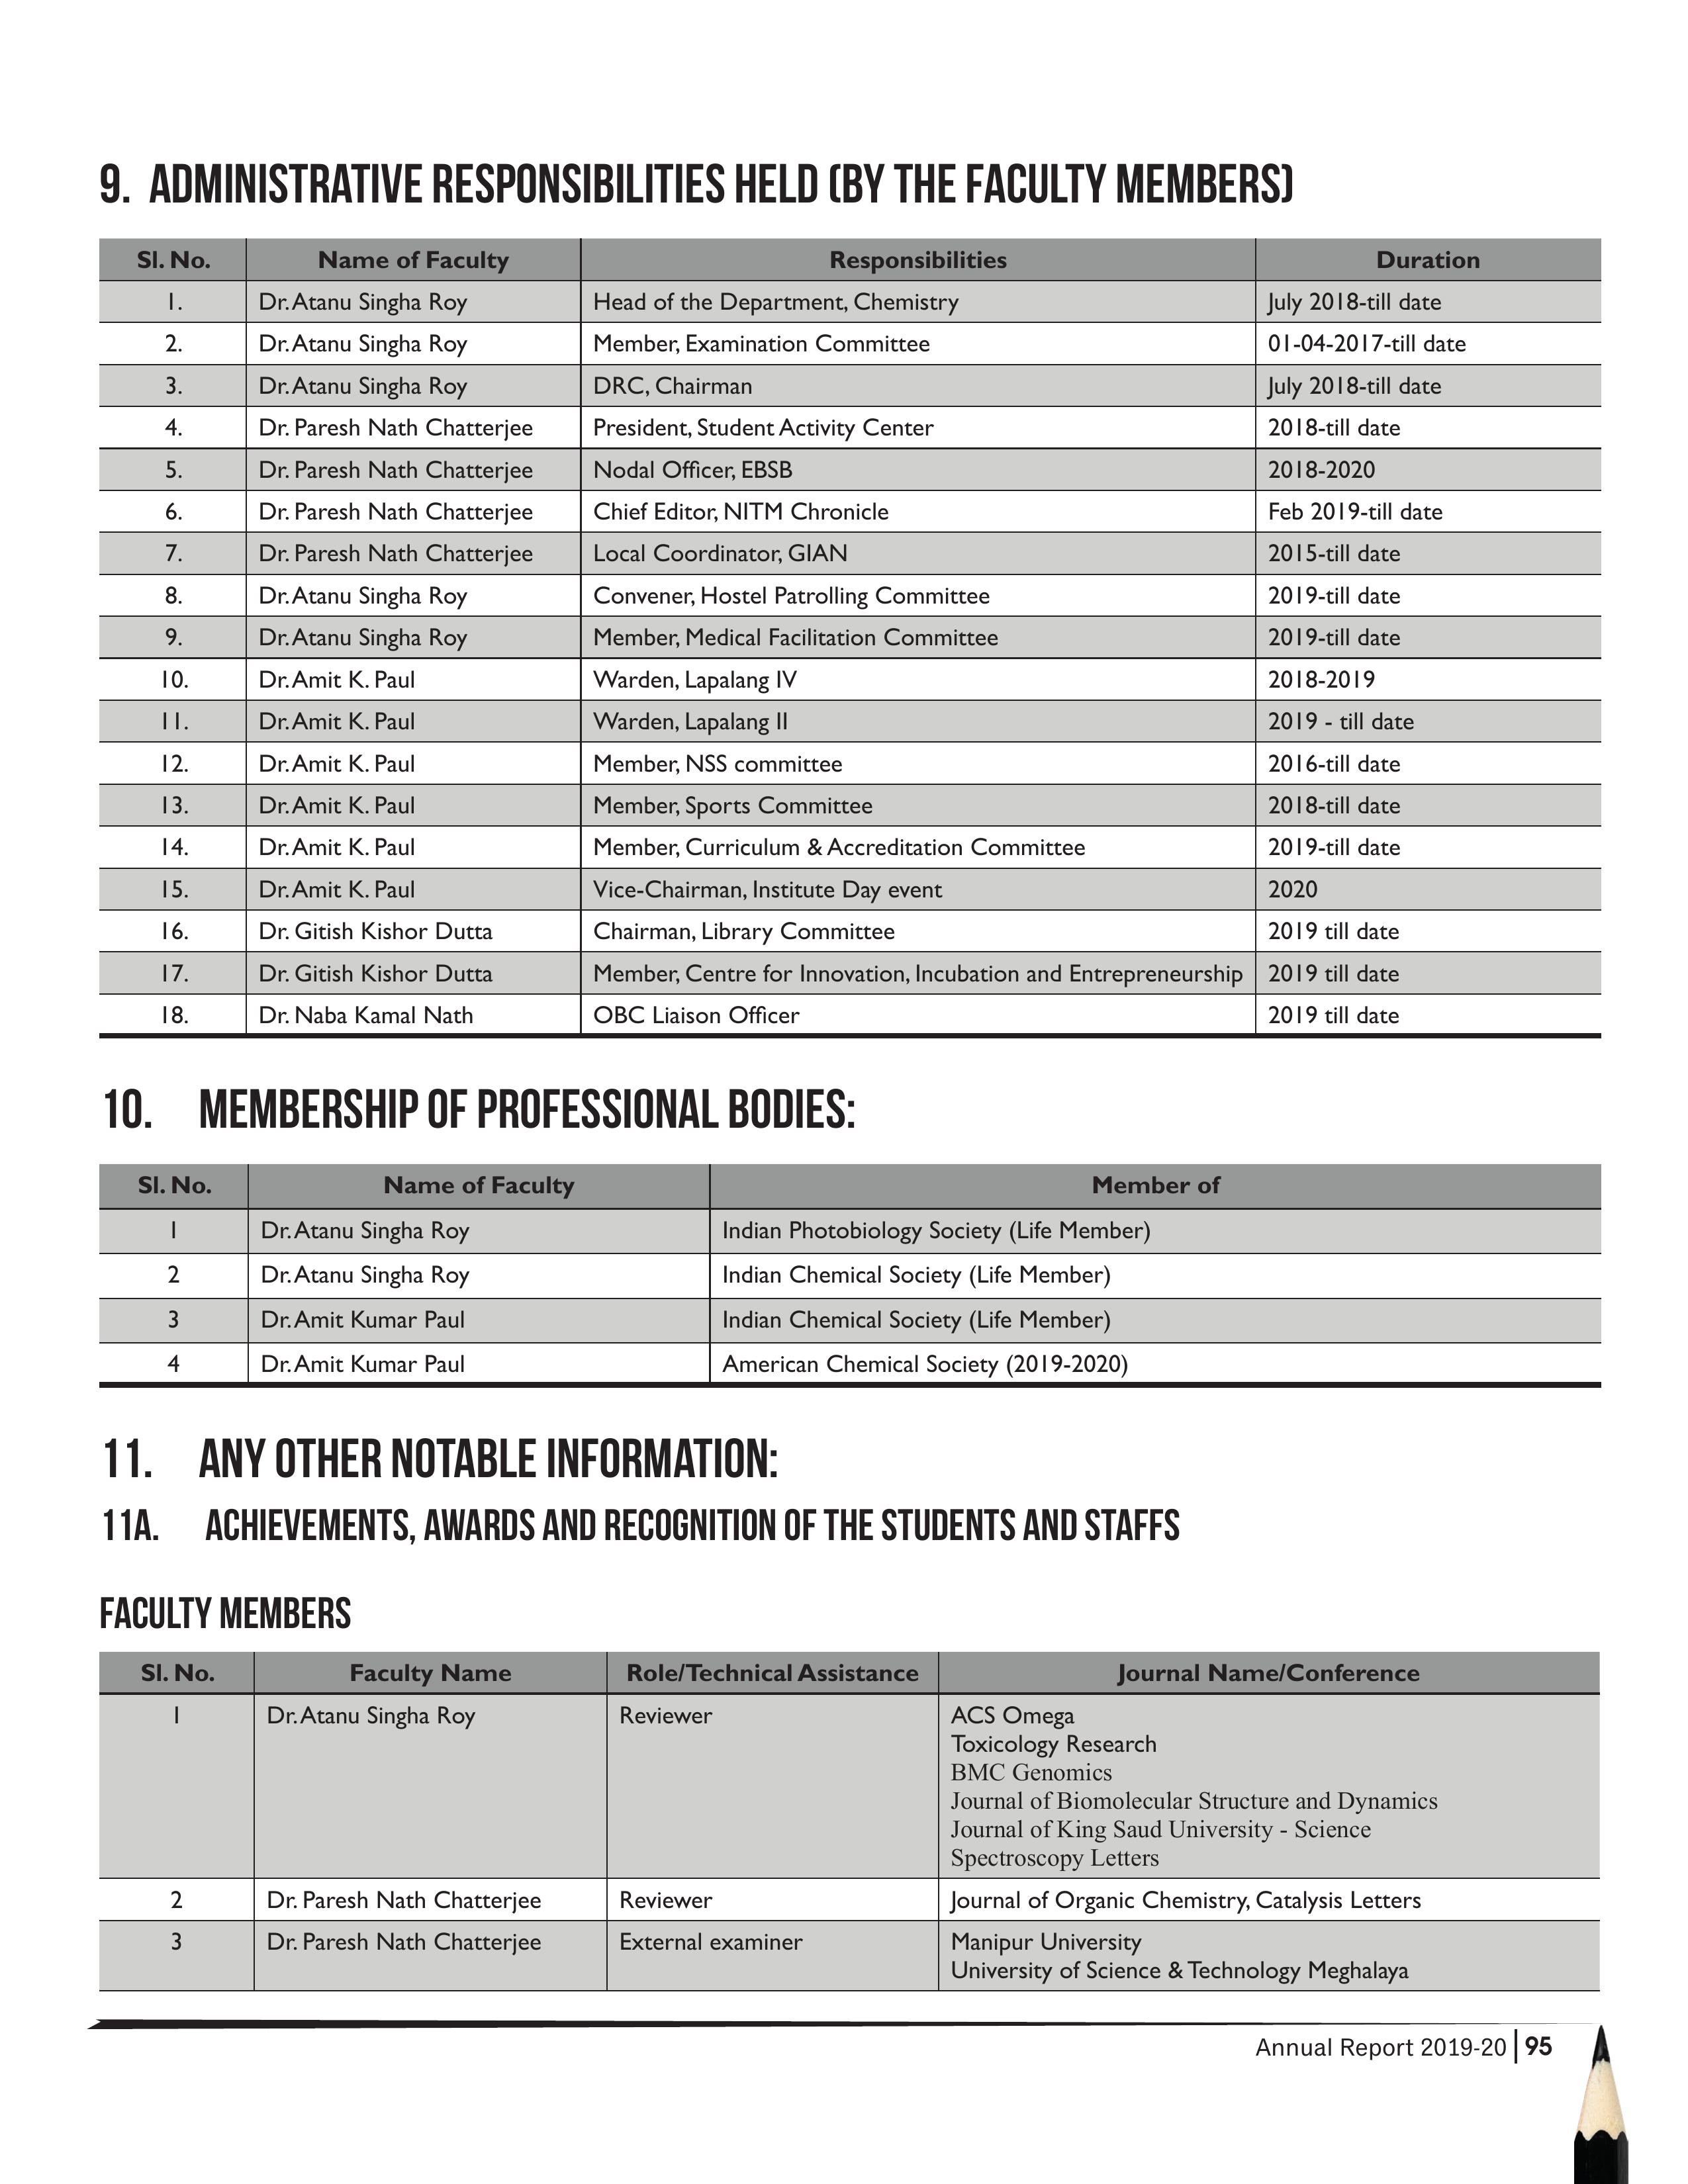 9. ADMINISTRATIVE RESPONSIBILITIES HELD (BY THE FACULTY MEMBERS)
Sl. No. Name of Faculty Responsibilities Duration
1. Dr. Atanu Singha Roy Head of the Department, Chemistry July 2018-till date
2. Dr. Atanu Singha Roy Member, Examination Committee 01-04-2017-till date
3. Dr. Atanu Singha Roy DRC, Chairman July 2018-till date
4. Dr. Paresh Nath Chatterjee President, Student Activity Center 2018-till date
5. Dr. Paresh Nath Chatterjee Nodal Officer, EBSB 2018-2020
6. Dr. Paresh Nath Chatterjee Chief Editor, NITM Chronicle Feb 2019-till date
7. Dr. Paresh Nath Chatterjee Local Coordinator, GIAN 2015-till date
8. Dr. Atanu Singha Roy Convener, Hostel Patrolling Committee 2019-till date
9. Dr. Atanu Singha Roy Member, Medical Facilitation Committee 2019-till date
10. Dr. Amit K. Paul Warden, Lapalang IV 2018-2019
11. Dr. Amit K. Paul Warden, Lapalang II 2019 - till date
12. Dr. Amit K. Paul Member, NSS committee 2016-till date
13. Dr. Amit K. Paul Member, Sports Committee 2018-till date
14. Dr. Amit K. Paul Member, Curriculum & Accreditation Committee 2019-till date
15. Dr. Amit K. Paul Vice-Chairman, Institute Day event 2020
16. Dr. Gitish Kishor Dutta Chairman, Library Committee 2019 till date
17. Dr. Gitish Kishor Dutta Member, Centre for Innovation, Incubation and Entrepreneurship 2019 till date
18. Dr. Naba Kamal Nath OBC Liaison Officer 2019 till date
10. MEMBERSHIP OF PROFESSIONAL BODIES:
Sl. No. Name of Faculty Member of
1 Dr. Atanu Singha Roy Indian Photobiology Society (Life Member)
2 Dr. Atanu Singha Roy Indian Chemical Society (Life Member)
3 Dr. Amit Kumar Paul Indian Chemical Society (Life Member)
4 Dr. Amit Kumar Paul American Chemical Society (2019-2020)
11. ANY OTHER NOTABLE INFORMATION:
11A. ACHIEVEMENTS, AWARDS AND RECOGNITION OF THE STUDENTS AND STAFFS
FACULTY MEMBERS
Sl. No. Faculty Name Role/Technical Assistance Journal Name/Conference
1 Dr. Atanu Singha Roy Reviewer ACS Omega
Toxicology Research
BMC Genomics
Journal of Biomolecular Structure and Dynamics
Journal of King Saud University - Science
Spectroscopy Letters
2 Dr. Paresh Nath Chatterjee Reviewer Journal of Organic Chemistry, Catalysis Letters
3 Dr. Paresh Nath Chatterjee External examiner Manipur University
University of Science & Technology Meghalaya
Annual Report 2019-20 | 95